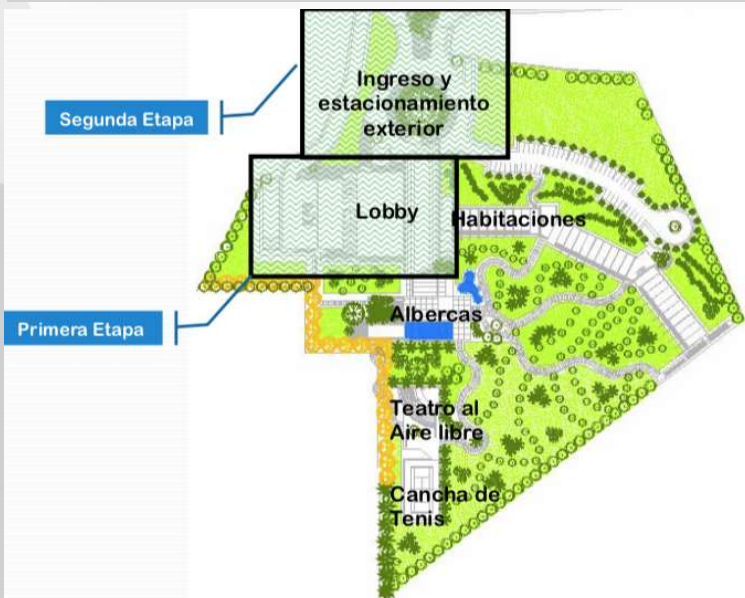 Segunda Etapa
Ingreso y
estacionamiento
exterior
Lobby
Habitaciones
Primera Etapa
Albercas
Teatro al
Aire libre
Cancha de
Tenis